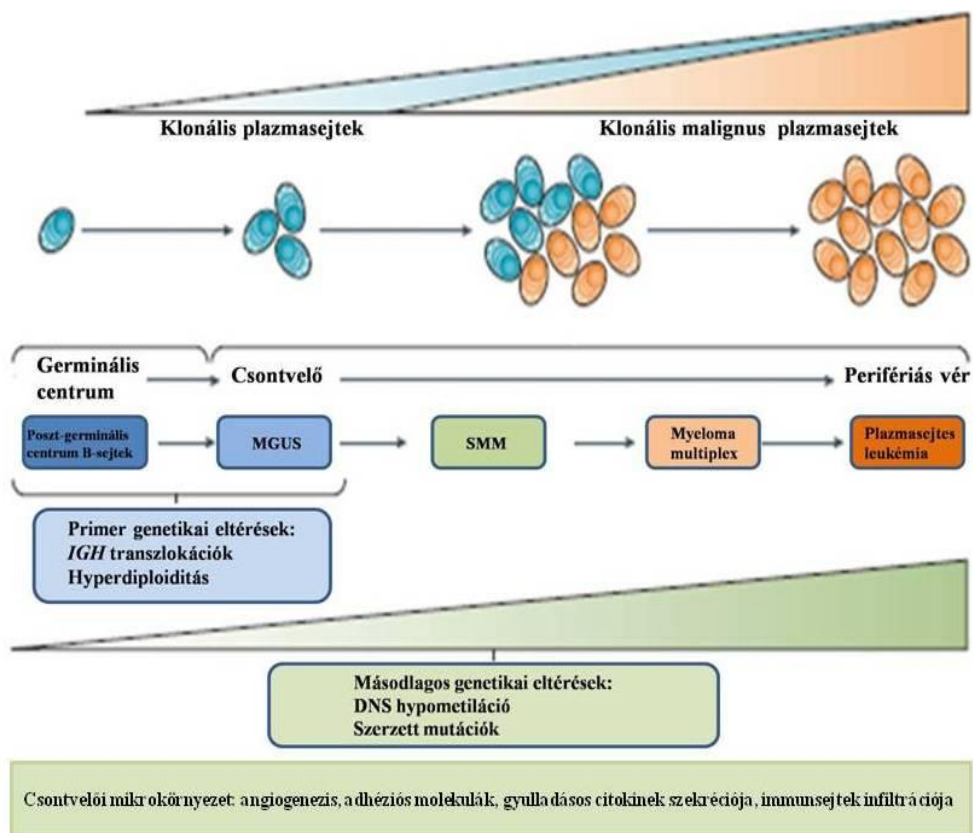 Klonális plazmasejtek
Klonális malignus plazmasejtek
Germinális
centrum
Csontvelő
Perifériás vér
Poszt-germinális
centrum B-sejtek
MGUS
SMM
Myeloma
multiplex
Plazmasejtes
leukémia
Primer genetikai eltérések:
IGH transzlokációk
Hyperdiploiditás
Másodlagos genetikai eltérések:
DNS hypometiláció
Szerzett mutációk
Csontvelői mikrokörnyezet: angiogenezis, adhéziós molekulák, gyulladásos citokinek szekréciója, immunsejtek infiltrációja